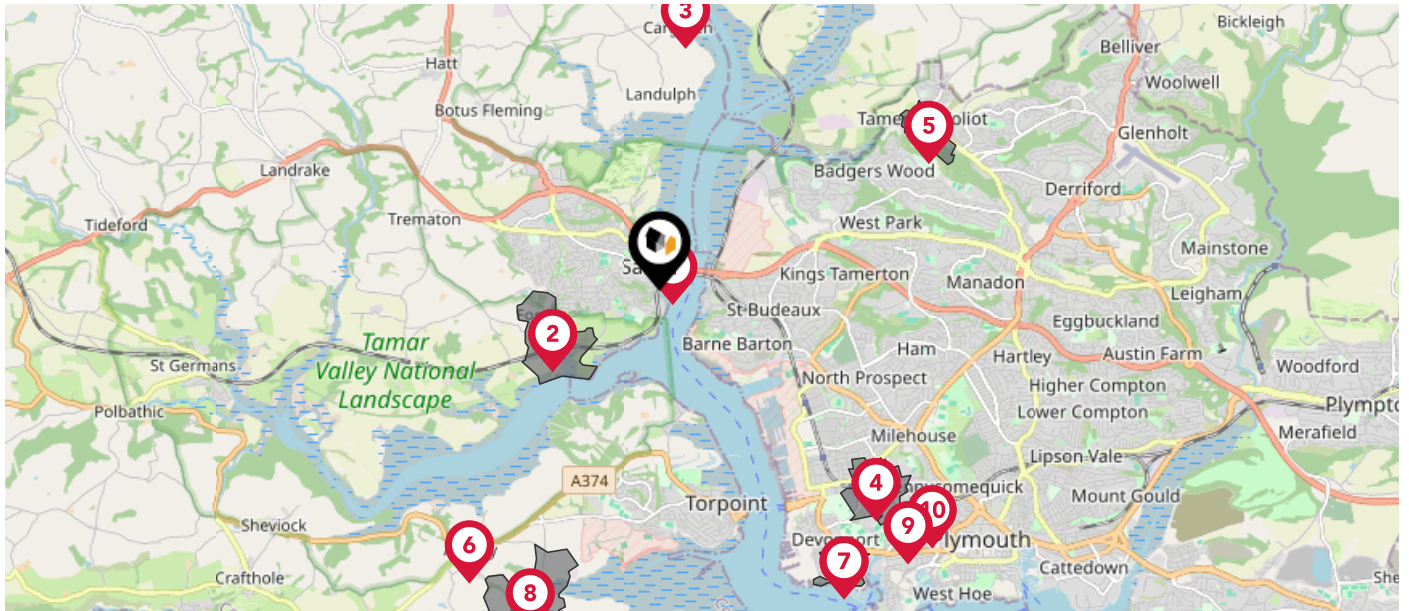 3
Bickleigh
Belliver
Hatt
Woolwell
Landulph
Botus Fleming
5
Glenholt
Landrake
Badgers Wood
Derriford
Trematon
West Park
Tideford
Mainstone
Kings Tamerton
Manadon
Leigham
St Budeaux
Eggbuckland
2
Barne Barton
Ham
Hartley
Austin Farm
Tamar
Valley National
Landscape
St Germans
Woodford
North Prospect
Higher Compton
Polbathic
Lower Compton
Merafield
Milehouse
Lipson Vale
A374
4
Mount Gould
Torpoint
10
Sheviock
9
6
7
Cattedown
Crafthole
8
West Hoe